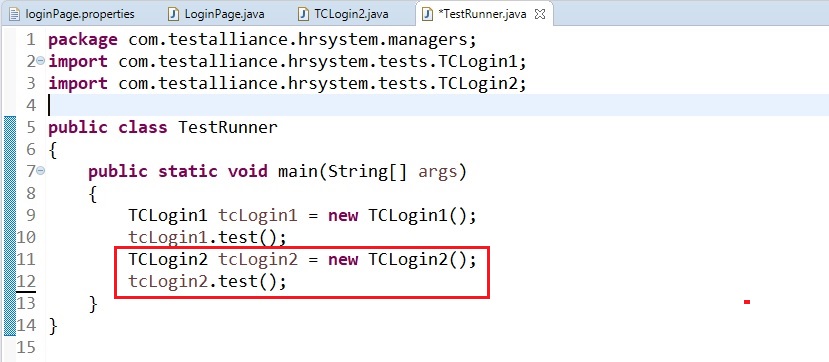 loginPage.properties LoginPage.java TCLogin2.java *TestRunner.java
1 package com.testalliance.hrsystem.managers;
2 import com.testalliance.hrsystem.tests.TCLogin1;
3 import com.testalliance.hrsystem.tests.TCLogin2;
4
5 public class TestRunner
6 {
7 public static void main(String[] args)
8 {
9 TCLogin1 tcLogin1 = new TCLogin1();
10 tcLogin1.test();
11 TCLogin2 tcLogin2 = new TCLogin2();
12 tcLogin2.test();
13 }
14 }
15